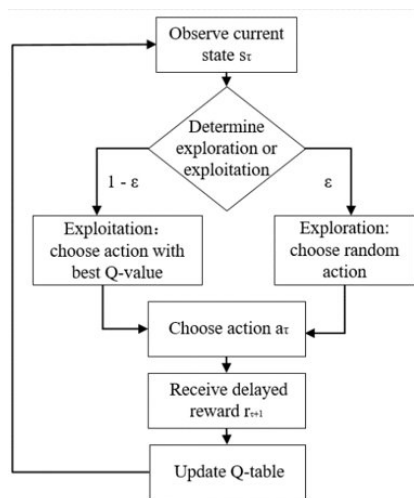 Observe current
state sτ
Determine
exploration or
exploitation
1 - ε
ε
Exploitation：
choose action with
best Q-value
Exploration:
choose random
action
Choose action aτ
Receive delayed
reward rτ+1
Update Q-table